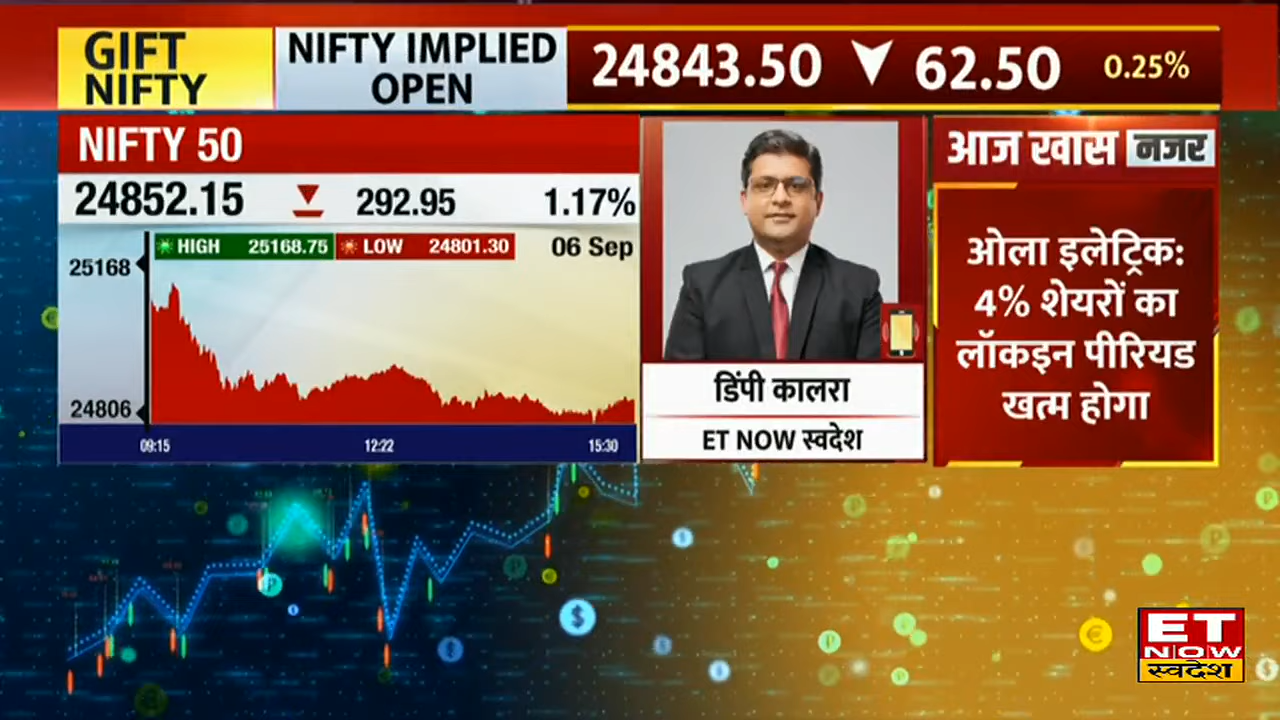 GIFT
NIFTY
NIFTY IMPLIED
OPEN
24843.50 62.50 0.25%
NIFTY 50
24852.15 292.95 1.17%
HIGH 25168.75 LOW 24801.30 06 Sep
25168
24806
09:15 12:22 15:30
डिंपी कालरा
ET NOW स्वदेश
आज खास नजर
ओला इलेट्रिक:
4% शेयरों का
लॉकइन पीरियड
खत्म होगा
ET
NOW
स्वदेश